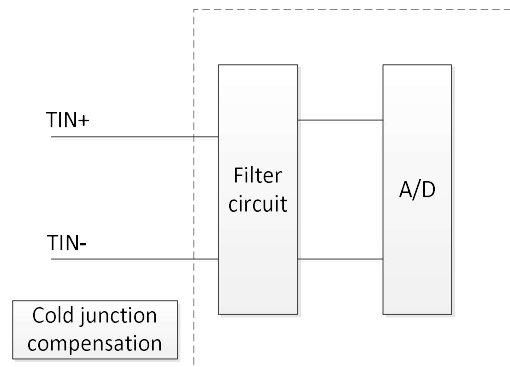 TIN+
Filter
circuit
A/D
TIN-
Cold junction
compensation